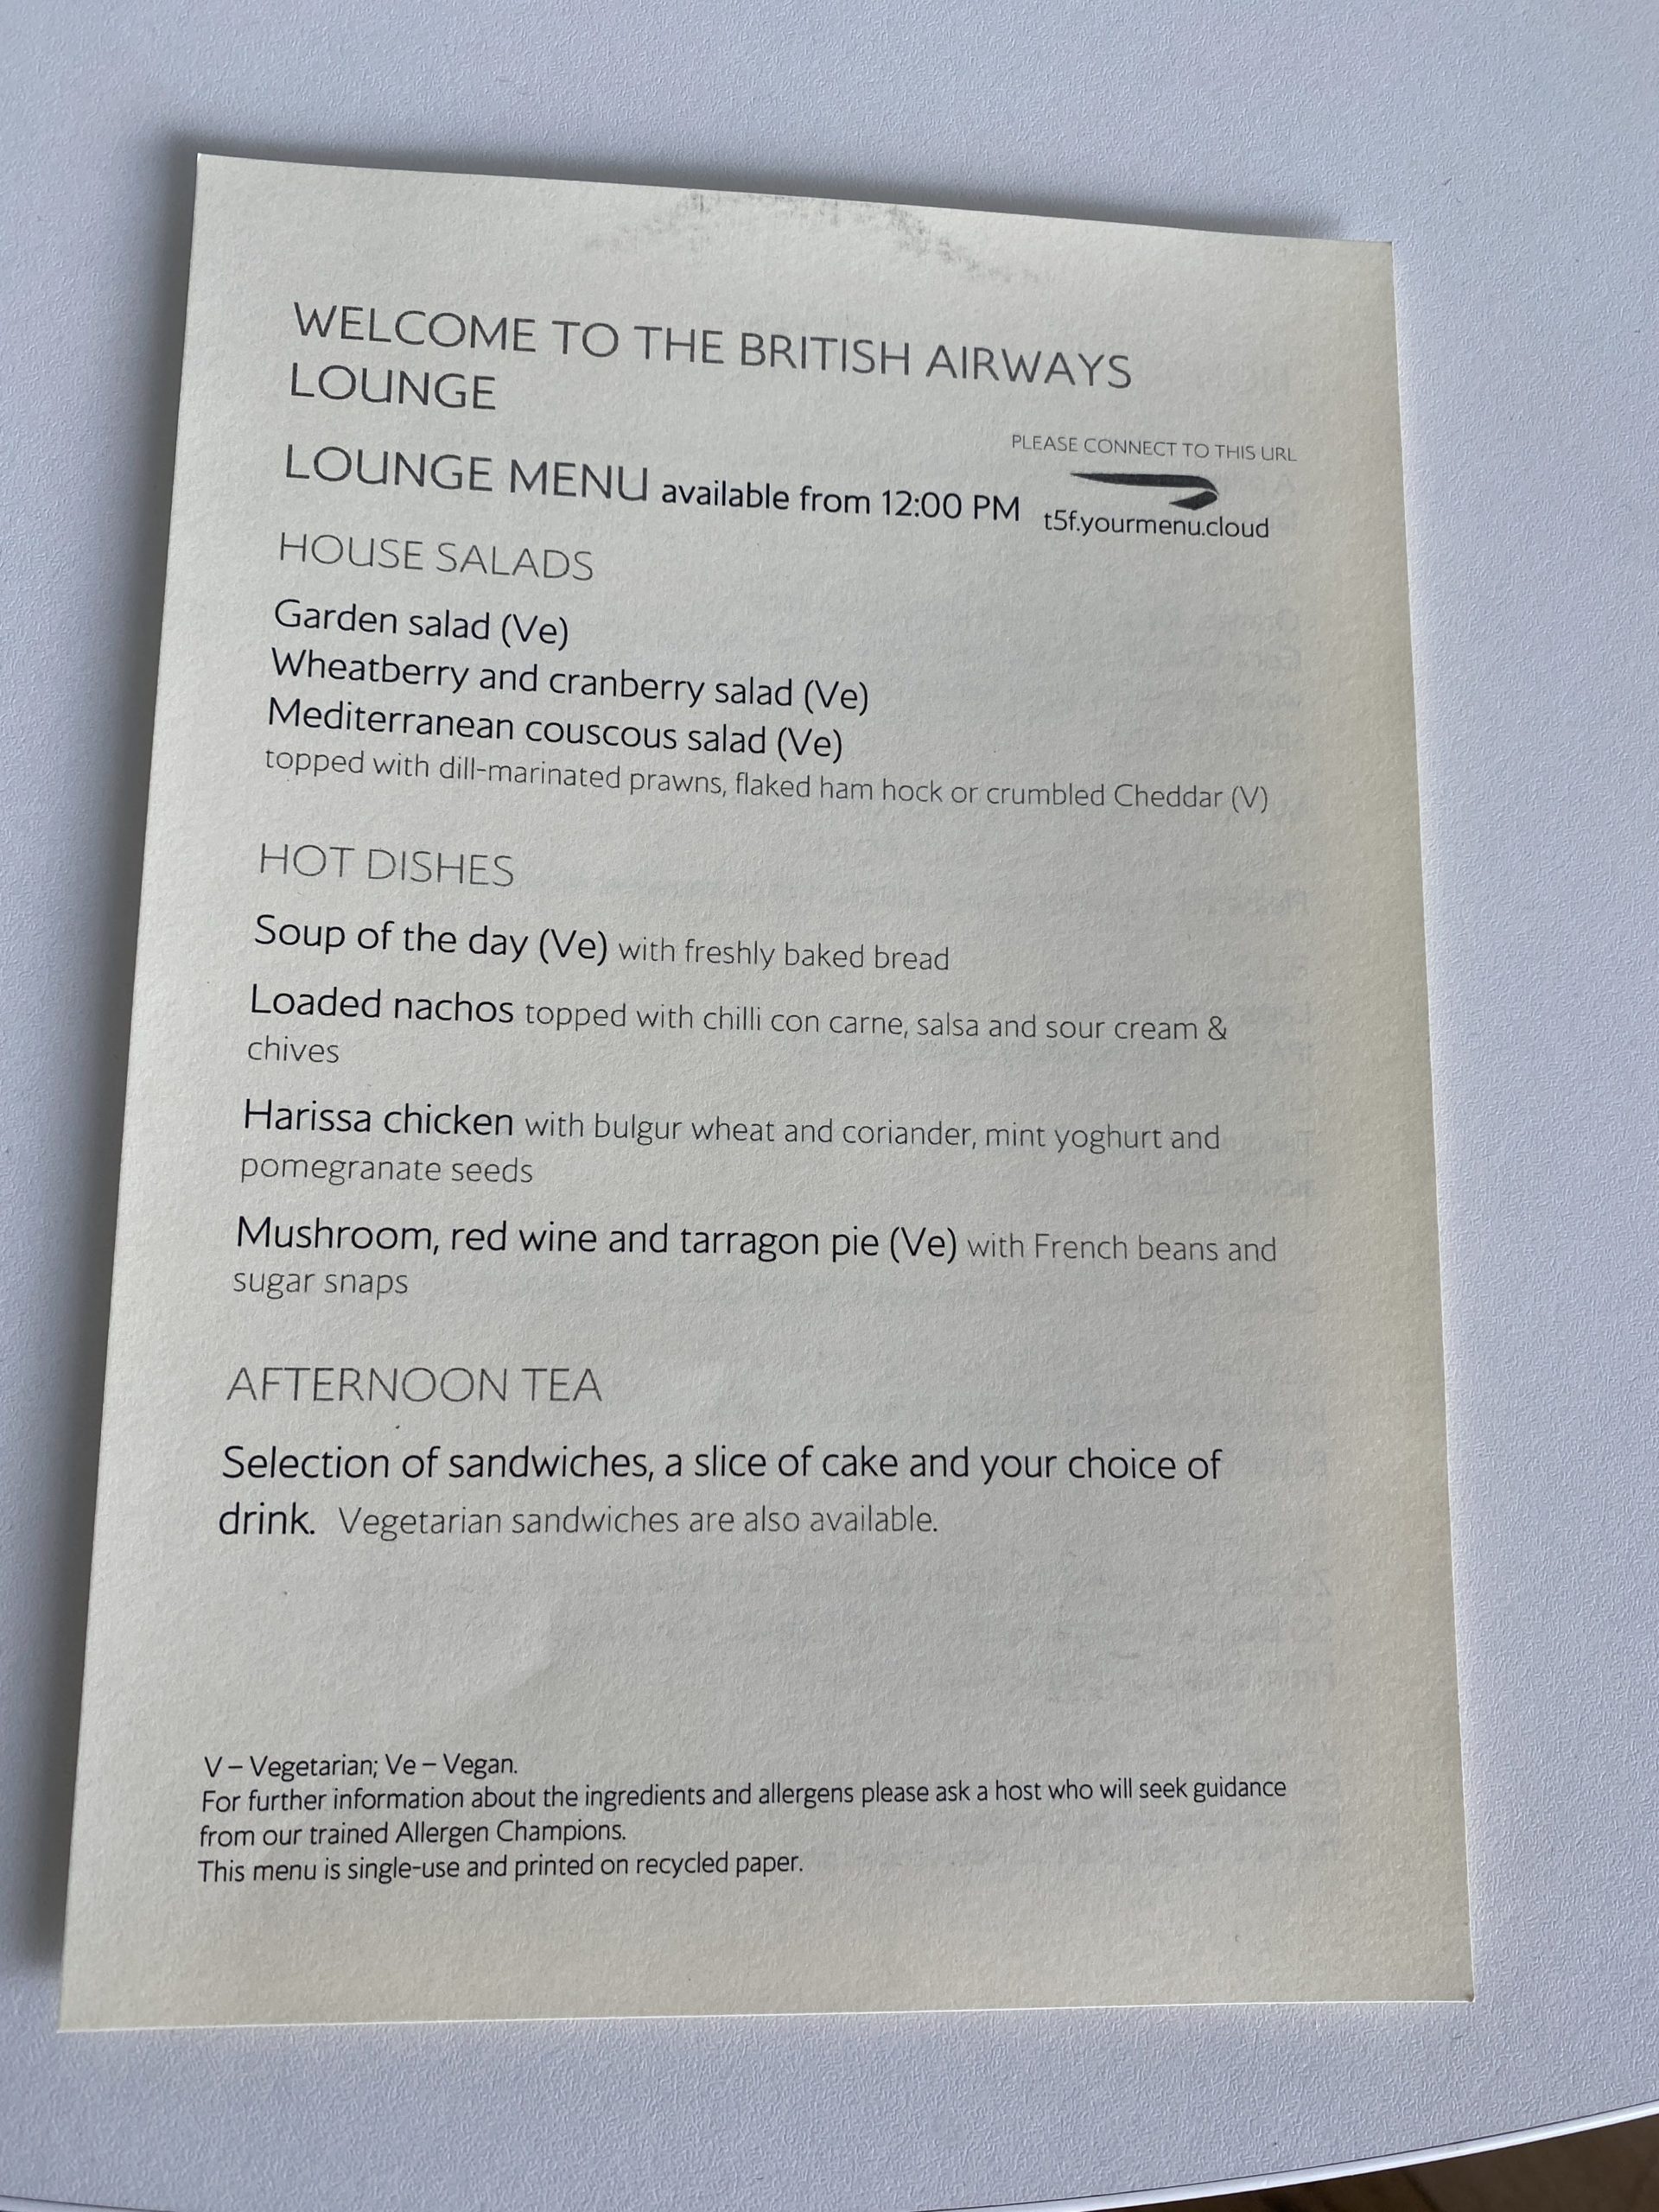 WELCOME TO THE BRITISH AIRWAYS
LOUNGE
PLEASE CONNECT TO THIS URL
LOUNGE MENU available from 12:00 PM
t5f.yourmenu.cloud
HOUSE SALADS
Garden salad (Ve)
Wheatberry and cranberry salad (Ve)
Mediterranean couscous salad (Ve)
topped with dill-marinated prawns, flaked ham hock or crumbled Cheddar (V)
HOT DISHES
Soup of the day (Ve) with freshly baked bread
Loaded nachos topped with chilli con carne, salsa and sour cream &
chives
Harissa chicken with bulgur wheat and coriander, mint yoghurt and
pomegranate seeds
Mushroom, red wine and tarragon pie (Ve) with French beans and
sugar snaps
AFTERNOON TEA
Selection of sandwiches, a slice of cake and your choice of
drink. Vegetarian sandwiches are also available.
V – Vegetarian; Ve – Vegan.
For further information about the ingredients and allergens please ask a host who will seek guidance
from our trained Allergen Champions.
This menu is single-use and printed on recycled paper.